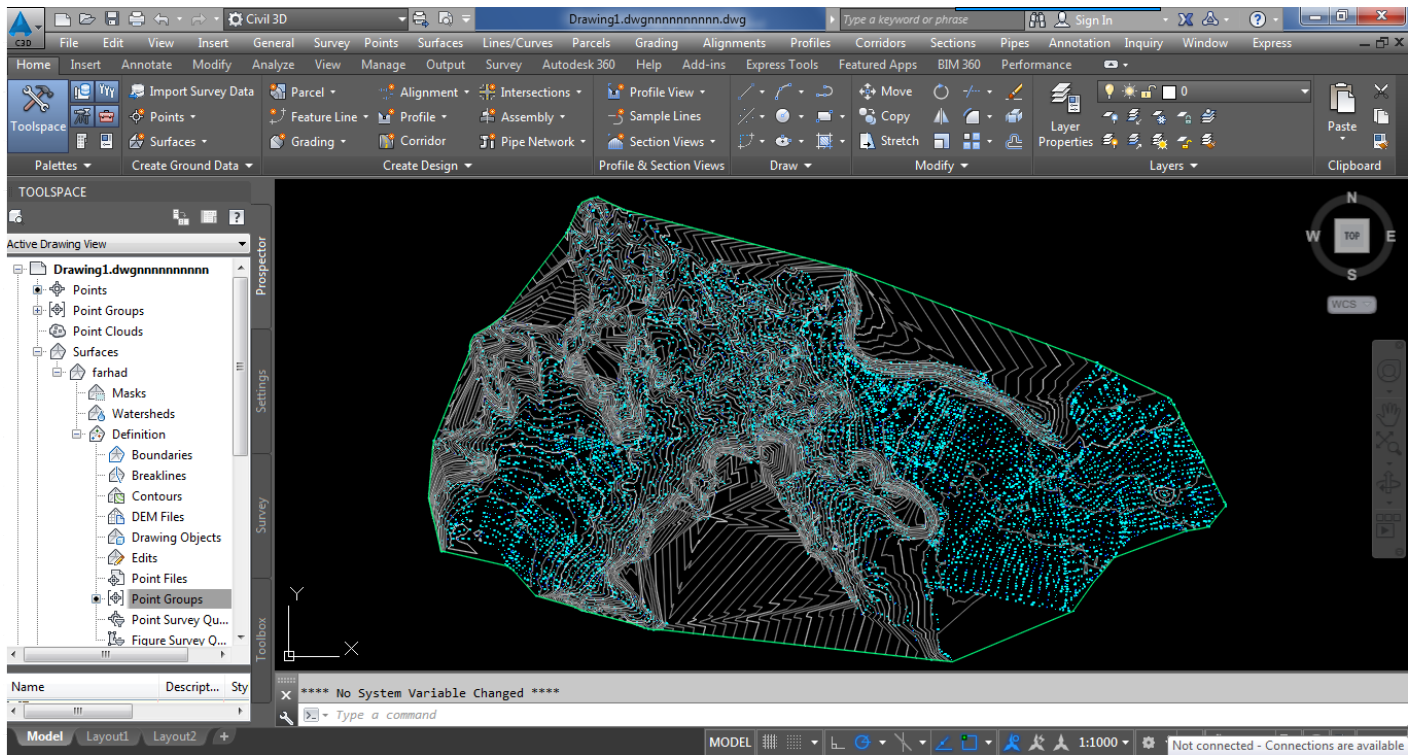 Civil 3D
Drawing1.dwgnnnnnnnnnn.dwg
Type a keyword or phrase
Sign In
C3D
File Edit View Insert General Survey Points Surfaces Lines/Curves Parcels Grading Alignments Profiles Corridors Sections Pipes Annotation Inquiry Window Express
Home Insert Annotate Modify Analyze View Manage Output Survey Autodesk 360 Help Add-ins Express Tools Featured Apps BIM 360 Performance
Toolspace
Import Survey Data Parcel Alignment Intersections Profile View Move 0
Points Feature Line Profile Assembly Sample Lines Copy
Surfaces Grading Corridor Pipe Network Section Views Stretch
Layer Properties
Paste
Palettes Create Ground Data Create Design Profile & Section Views Draw Modify Layers Clipboard
TOOLSPACE
?
Active Drawing View
Drawing1.dwgnnnnnnnnnn
Points
Point Groups
Point Clouds
Surfaces
farhad
Masks
Watersheds
Definition
Boundaries
Breaklines
Contours
DEM Files
Drawing Objects
Edits
Point Files
Point Groups
Point Survey Qu...
Figure Survey Q...
Name Descript... Sty
Prospector
Settings
Survey
Toolbox
N
W TOP E
S
WCS
Y
X
**** No System Variable Changed ****
Type a command
Model Layout1 Layout2 +
MODEL 1:1000
Not connected - Connections are available